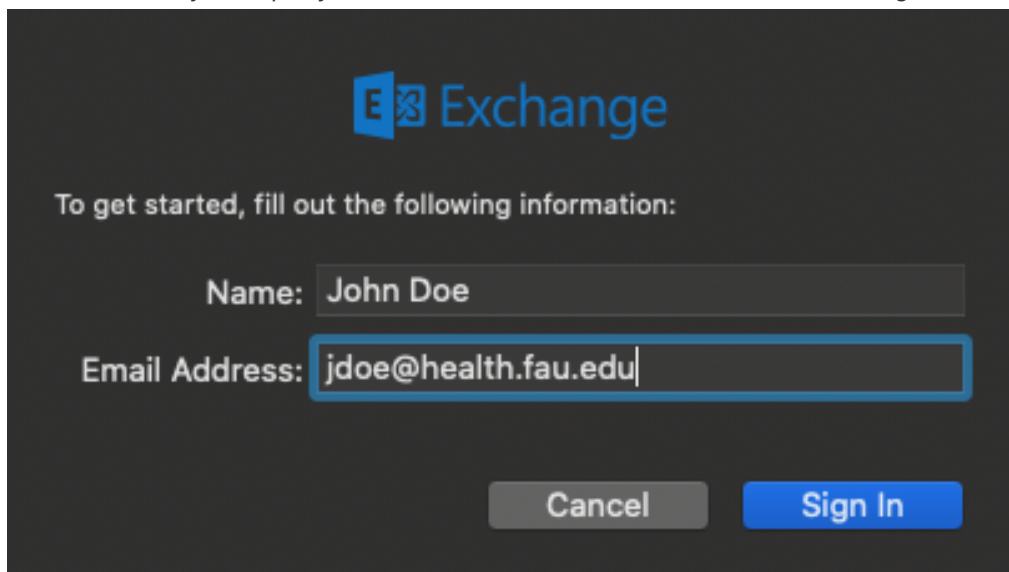 Exchange
To get started, fill out the following information:
Name: John Doe
Email Address: jdoe@health.fau.edu
Cancel Sign In